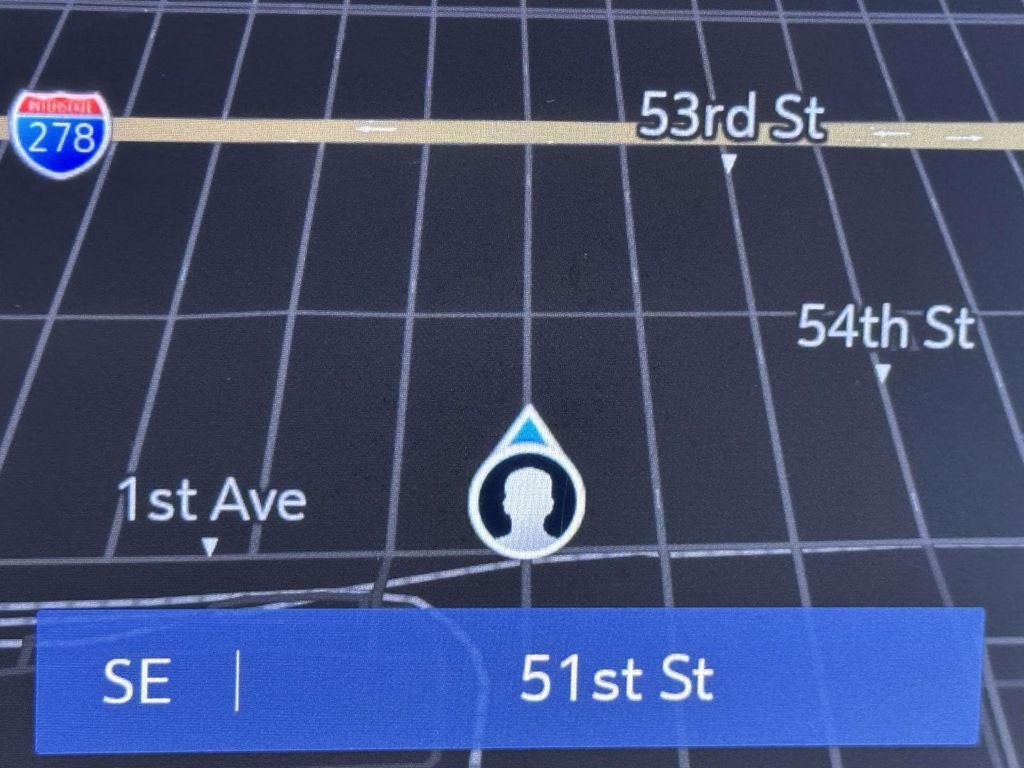 INTERSTATE
278
53rd St
54th St
1st Ave
SE
51st St